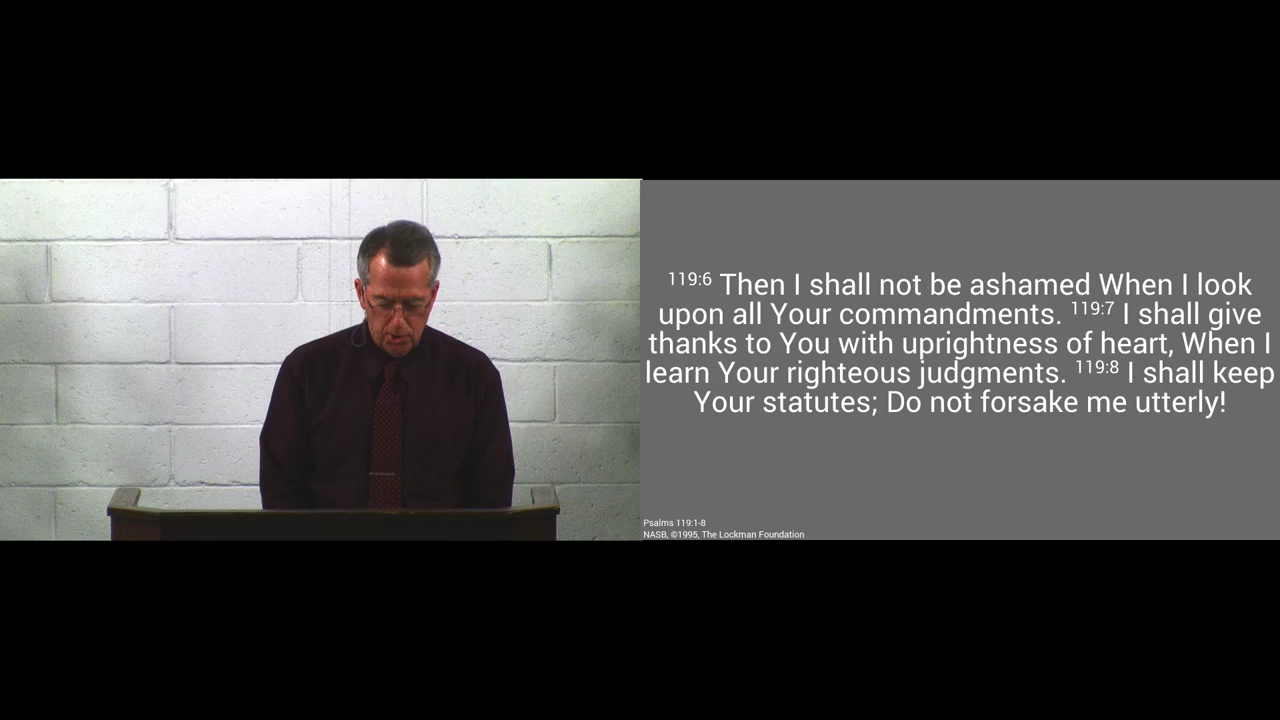 119:6 Then I shall not be ashamed When I look
upon all Your commandments. 119:7 I shall give
thanks to You with uprightness of heart, When I
learn Your righteous judgments. 119:8 I shall keep
Your statutes; Do not forsake me utterly!
Psalms 119:1-8
NASB, ©1995, The Lockman Foundation